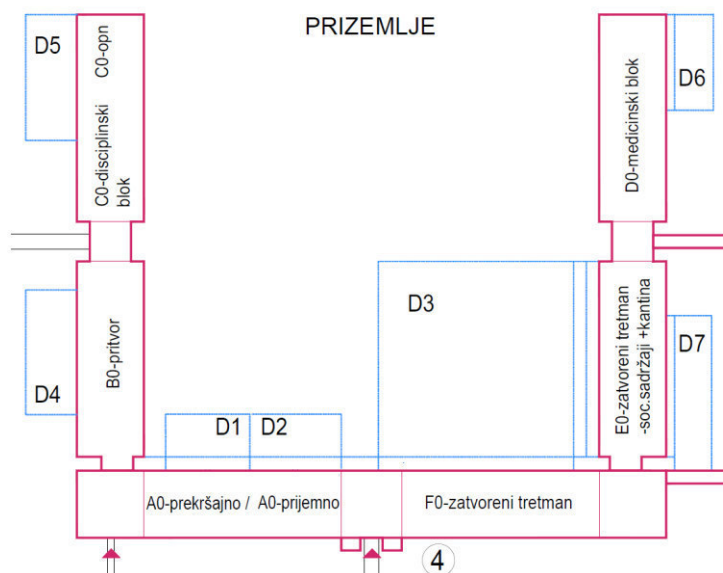 PRIZEMLJE
D5
C0-opn
C0-disciplinski
blok
D0-medicinski blok
D6
D4
B0-pritvor
D1
D2
D3
E0-zatvoreni tretman
-soc.sadržaji +kantina
D7
A0-prekršajno / A0-prijemno
F0-zatvoreni tretman
4